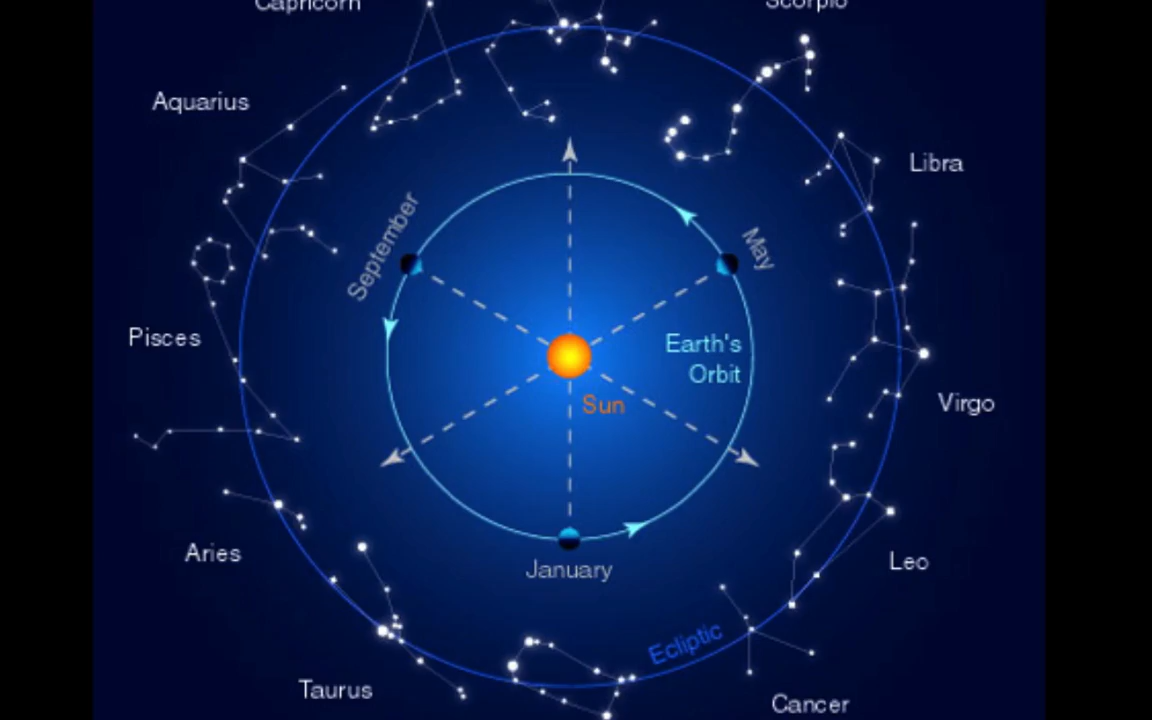 Capricorn
Scorpio
Aquarius
Libra
September
May
Pisces
Earth's
Orbit
Sun
Virgo
Aries
January
Leo
Ecliptic
Taurus
Cancer